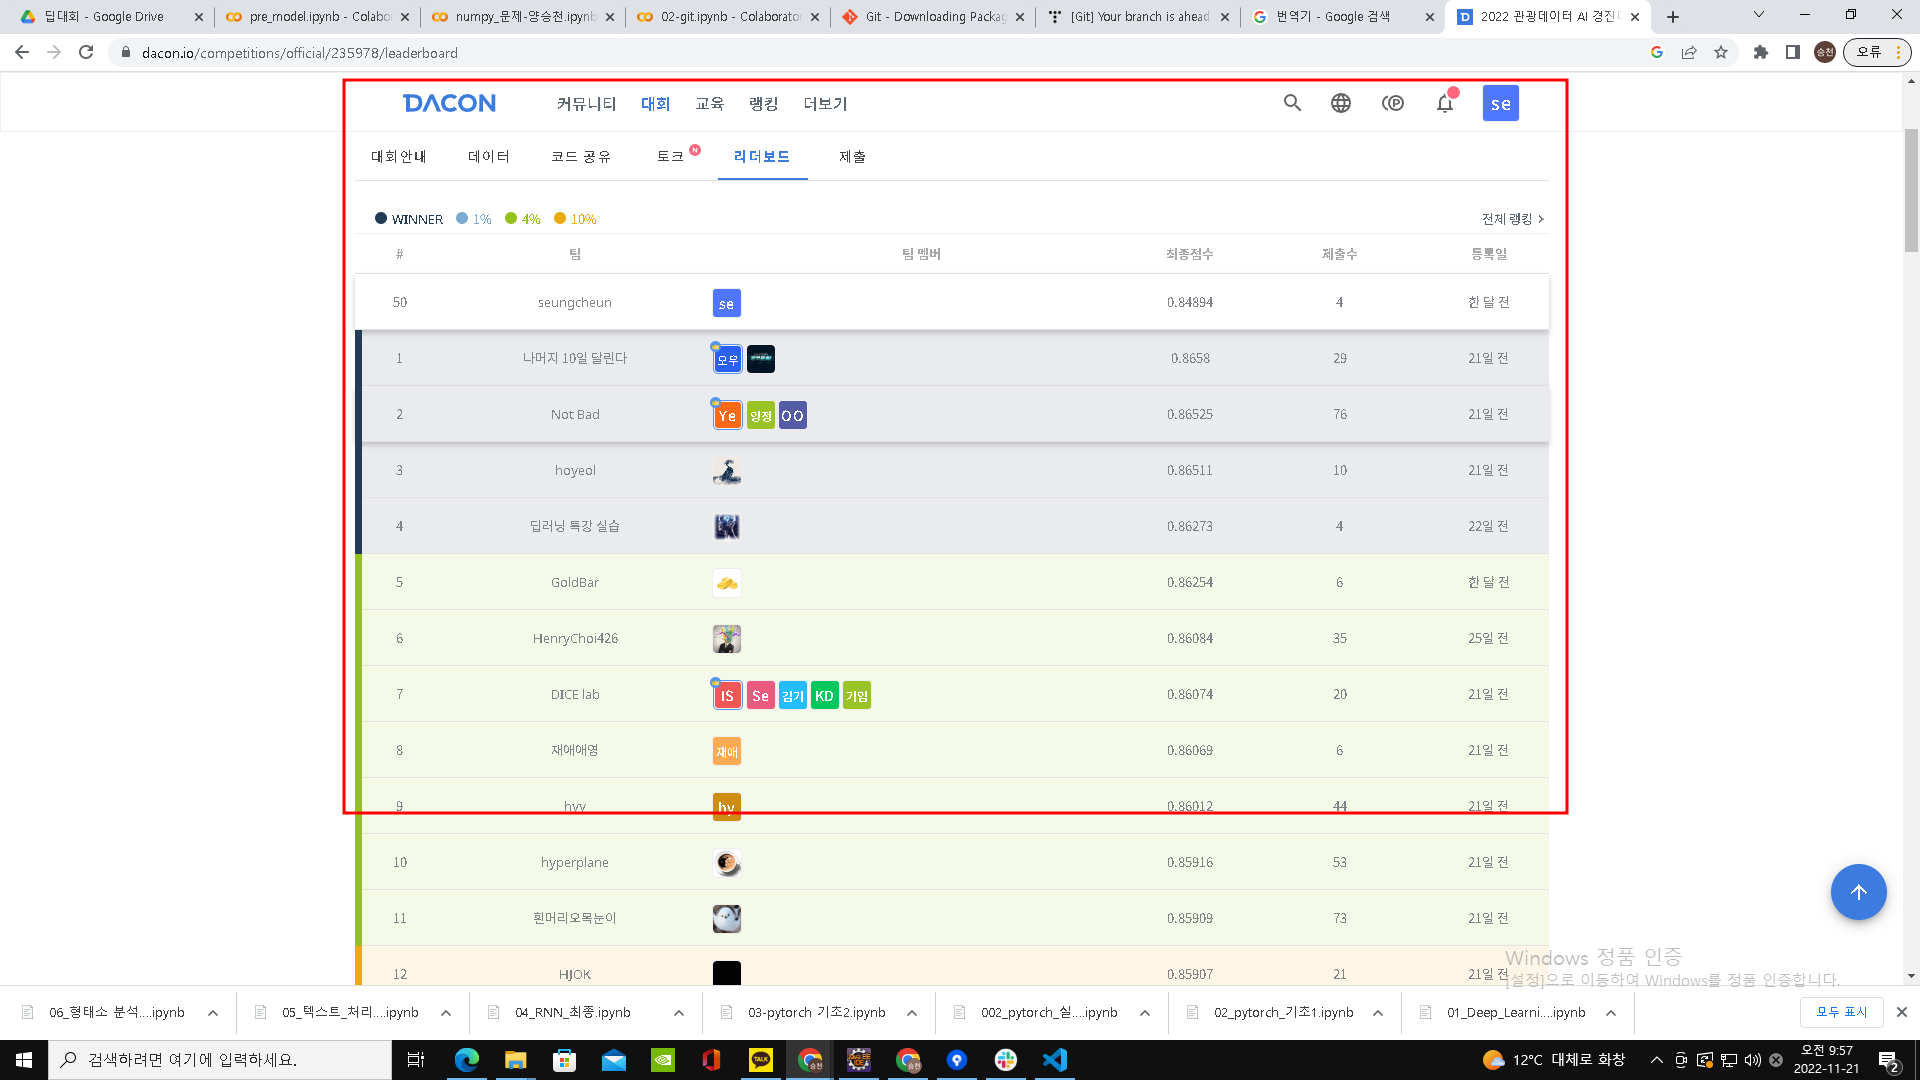 딥대회 - Google Drive
pre_model.ipynb - Colabo
numpy_문제-양승천.ipynb
02-git.ipynb - Colaborato
Git - Downloading Packag
[Git] Your branch is ahead
번역기 - Google 검색
2022 관광데이터 AI 경진대
dacon.io/competitions/official/235978/leaderboard
승천
오류
DACON
커뮤니티 대회 교육 랭킹 더보기
se
대회안내 데이터 코드 공유 토크 N 리더보드 제출
WINNER 1% 4% 10% 전체 랭킹 >
# 팀 팀 멤버 최종점수 제출수 등록일
50 seungcheun se 0.84894 4 한 달 전
1 나머지 10일 달린다 오우 0.8658 29 21일 전
2 Not Bad Ye 양정 OO 0.86525 76 21일 전
3 hoyeol 0.86511 10 21일 전
4 딥러닝 특강 실습 0.86273 4 22일 전
5 GoldBar 0.86254 6 한 달 전
6 HenryChoi426 0.86084 35 25일 전
7 DICE lab IS Se 김기 KD 기임 0.86074 20 21일 전
8 재애애영 재애 0.86069 6 21일 전
9 hyy hy 0.86012 44 21일 전
10 hyperplane 0.85916 53 21일 전
11 흰머리오목눈이 0.85909 73 21일 전
12 HJOK 0.85907 21 21일 전
Windows 정품 인증
[설정]으로 이동하여 Windows를 정품 인증합니다.
06_형태소 분석....ipynb
05_텍스트_처리....ipynb
04_RNN_최종.ipynb
03-pytorch 기초2.ipynb
002_pytorch_실....ipynb
02_pytorch_기초1.ipynb
01_Deep_Learni....ipynb
모두 표시
검색하려면 여기에 입력하세요.
TALK
12°C 대체로 화창
오전 9:57
2022-11-21
2